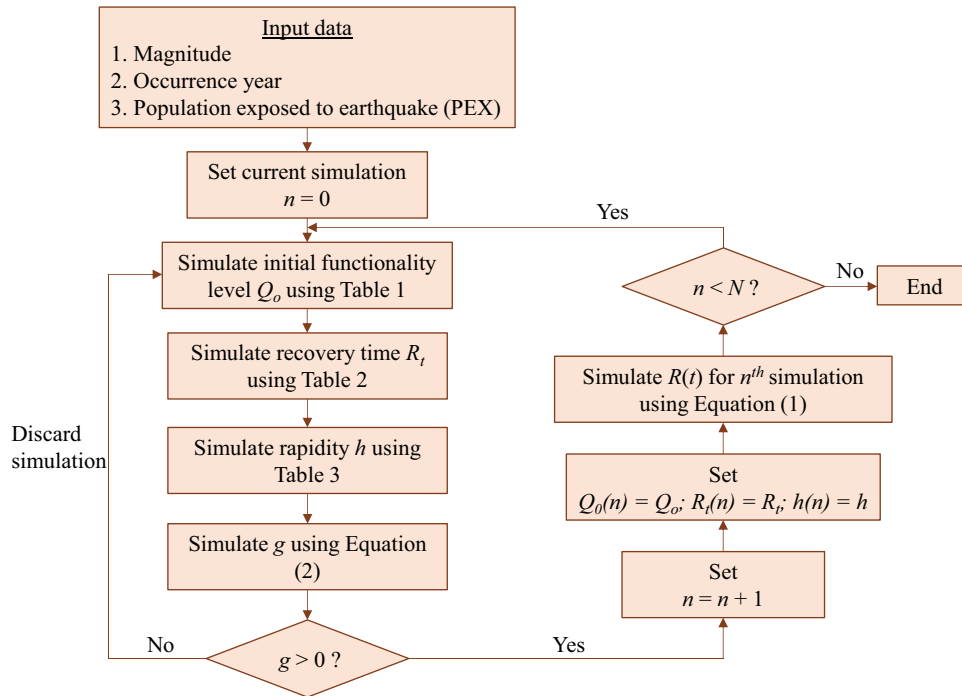 Input data
1. Magnitude
2. Occurrence year
3. Population exposed to earthquake (PEX)
Set current simulation
n = 0
Simulate initial functionality
level Qo using Table 1
Simulate recovery time Rt
using Table 2
Simulate rapidity h using
Table 3
Simulate g using Equation
(2)
g > 0 ?
No
Discard
simulation
Yes
Set
n = n + 1
Set
Q0(n) = Qo; Rt(n) = Rt; h(n) = h
Simulate R(t) for nth simulation
using Equation (1)
n < N ?
Yes
No
End